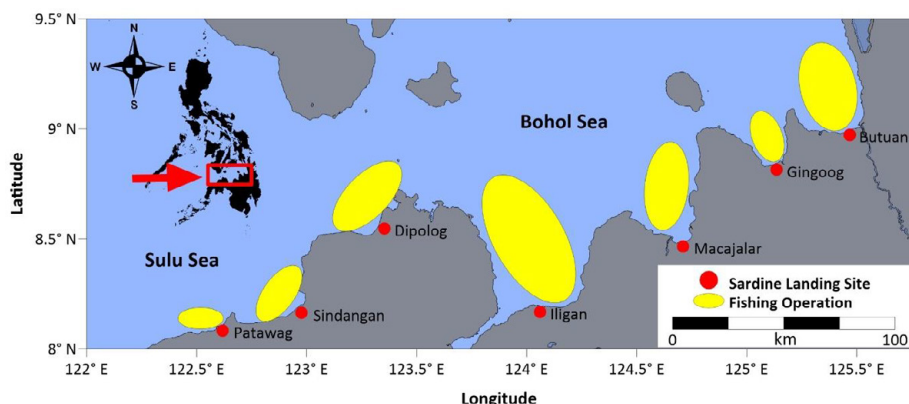 9.5° N
9° N
8.5° N
8° N
Latitude
N
W E
S
Bohol Sea
Sulu Sea
Butuan
Gingoog
Macajalar
Dipolog
Iligan
Sindangan
Patawag
Sardine Landing Site
Fishing Operation
0 100
km
122° E 122.5° E 123° E 123.5° E 124° E 124.5° E 125° E 125.5° E
Longitude